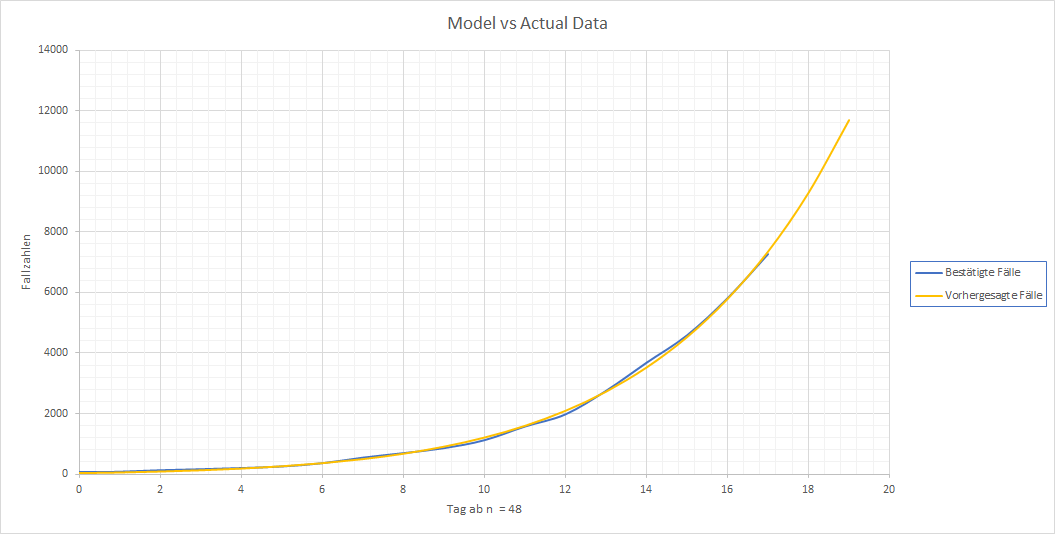 Model vs Actual Data
14000
12000
10000
8000
6000
4000
2000
0
Fallzahlen
0 2 4 6 8 10 12 14 16 18 20
Tag ab n = 48
Bestätigte Fälle
Vorhergesagte Fälle